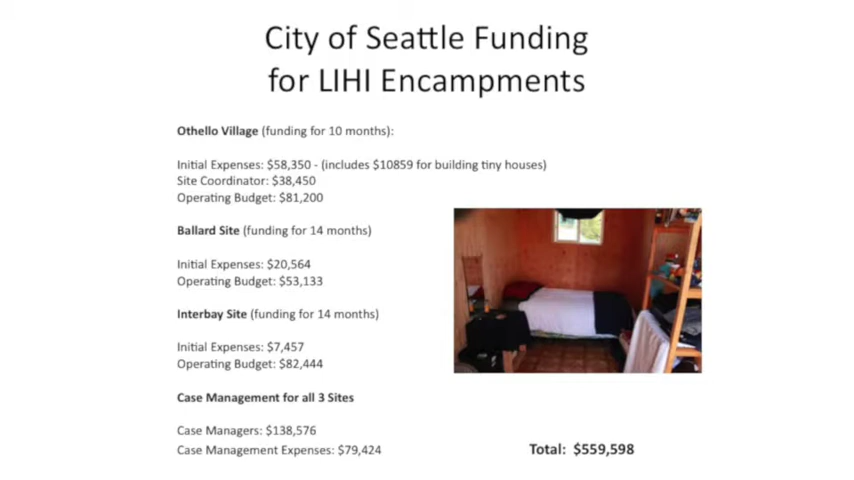 City of Seattle Funding
for LIHI Encampments
Othello Village (funding for 10 months):
Initial Expenses: $58,350 - (includes $10859 for building tiny houses)
Site Coordinator: $38,450
Operating Budget: $81,200
Ballard Site (funding for 14 months)
Initial Expenses: $20,564
Operating Budget: $53,133
Interbay Site (funding for 14 months)
Initial Expenses: $7,457
Operating Budget: $82,444
Case Management for all 3 Sites
Case Managers: $138,576
Case Management Expenses: $79,424
Total: $559,598